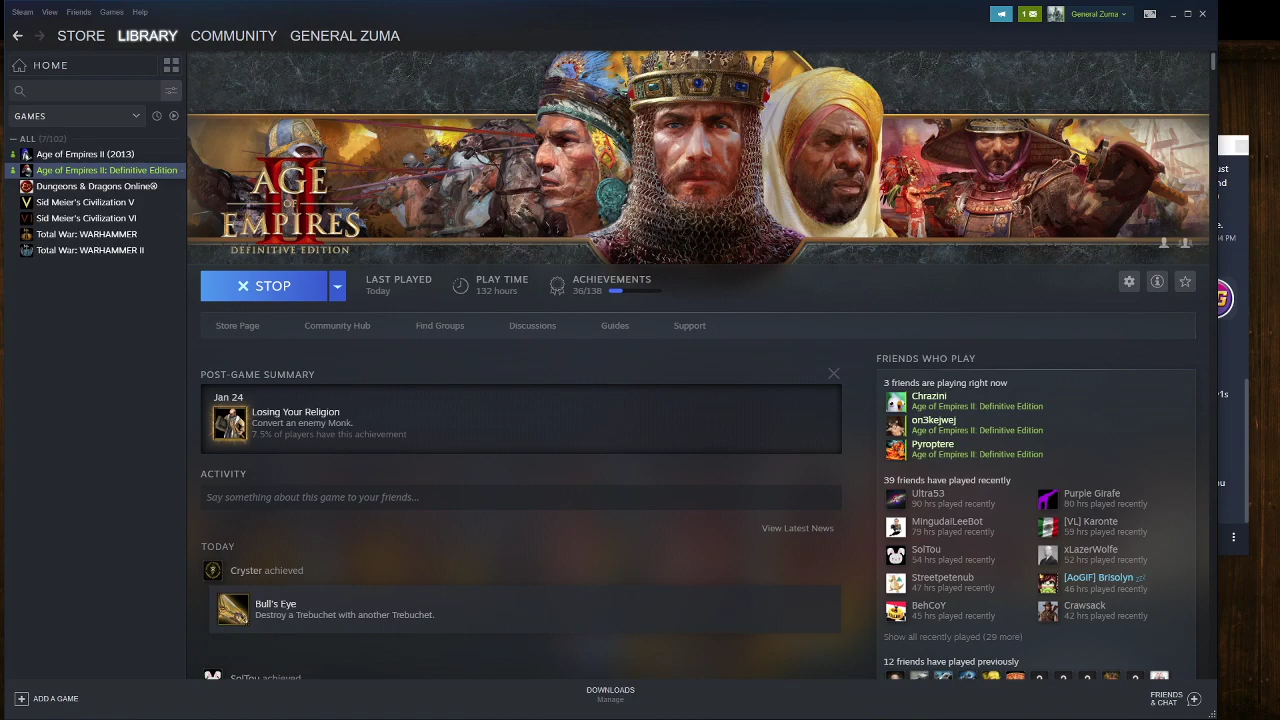 Steam View Friends Games Help
1
General Zuma
STORE LIBRARY COMMUNITY GENERAL ZUMA
HOME
GAMES
— ALL (7/102)
Age of Empires II (2013)
Age of Empires II: Definitive Edition
Dungeons & Dragons Online®
Sid Meier's Civilization V
Sid Meier's Civilization VI
Total War: WARHAMMER
Total War: WARHAMMER II
AGE
OF
EMPIRES
II
DEFINITIVE EDITION
STOP
LAST PLAYED
Today
PLAY TIME
132 hours
ACHIEVEMENTS
36/138
Store Page Community Hub Find Groups Discussions Guides Support
POST-GAME SUMMARY
Jan 24
Losing Your Religion
Convert an enemy Monk.
7.5% of players have this achievement
ACTIVITY
Say something about this game to your friends...
View Latest News
TODAY
Cryster achieved
Bull's Eye
Destroy a Trebuchet with another Trebuchet.
SolTou achieved
FRIENDS WHO PLAY
3 friends are playing right now
Chrazini
Age of Empires II: Definitive Edition
on3kejwej
Age of Empires II: Definitive Edition
Pyroptere
Age of Empires II: Definitive Edition
39 friends have played recently
Ultra53
90 hrs played recently
Purple Girafe
80 hrs played recently
MingudaiLeeBot
79 hrs played recently
[VL] Karonte
59 hrs played recently
SolTou
54 hrs played recently
xLazerWolfe
52 hrs played recently
Streetpetenub
47 hrs played recently
[AoGIF] Brisolyn zzz
46 hrs played recently
BehCoY
45 hrs played recently
Crawsack
42 hrs played recently
Show all recently played (29 more)
12 friends have played previously
ADD A GAME
DOWNLOADS
Manage
FRIENDS
& CHAT